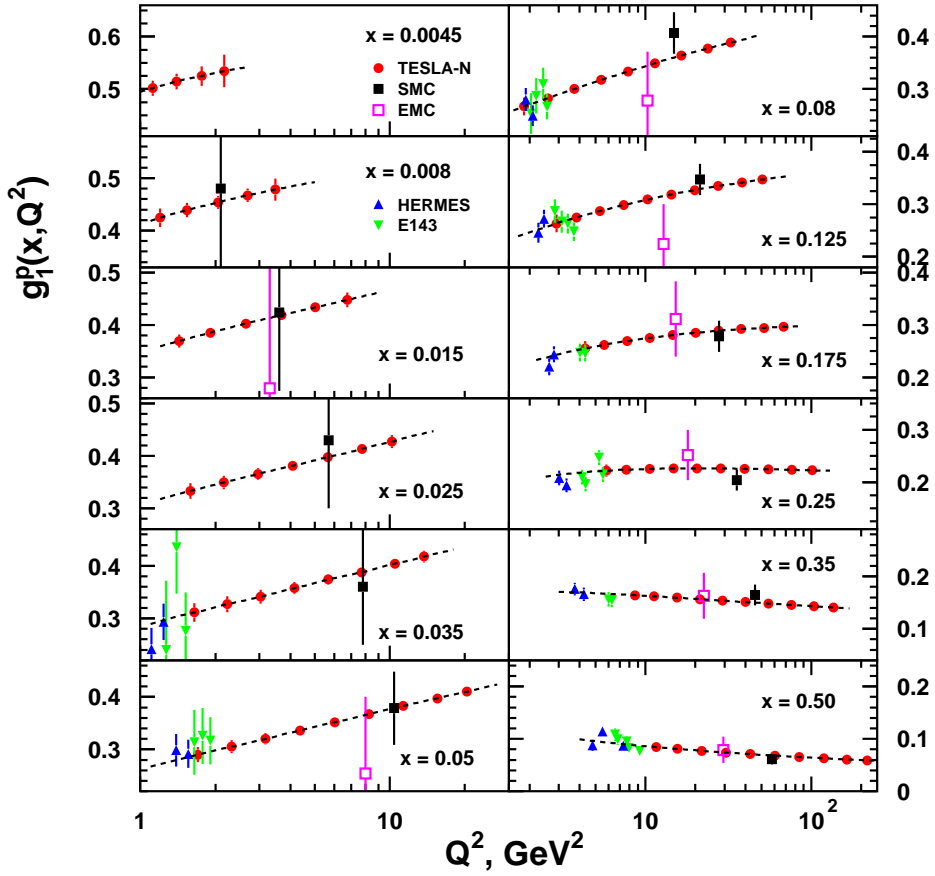 g₁ᵖ(x,Q²)
0.6
0.5
x = 0.0045
TESLA-N
SMC
EMC
0.4
0.3
x = 0.08
0.5
0.4
x = 0.008
HERMES
E143
0.4
0.3
0.2
x = 0.125
0.5
0.4
0.3
x = 0.015
0.4
0.3
0.2
x = 0.175
0.5
0.4
0.3
x = 0.025
0.3
0.2
x = 0.25
0.4
0.3
x = 0.035
0.2
0.1
x = 0.35
0.4
0.3
x = 0.05
0.2
0.1
0
x = 0.50
1 10 10 10²
Q², GeV²